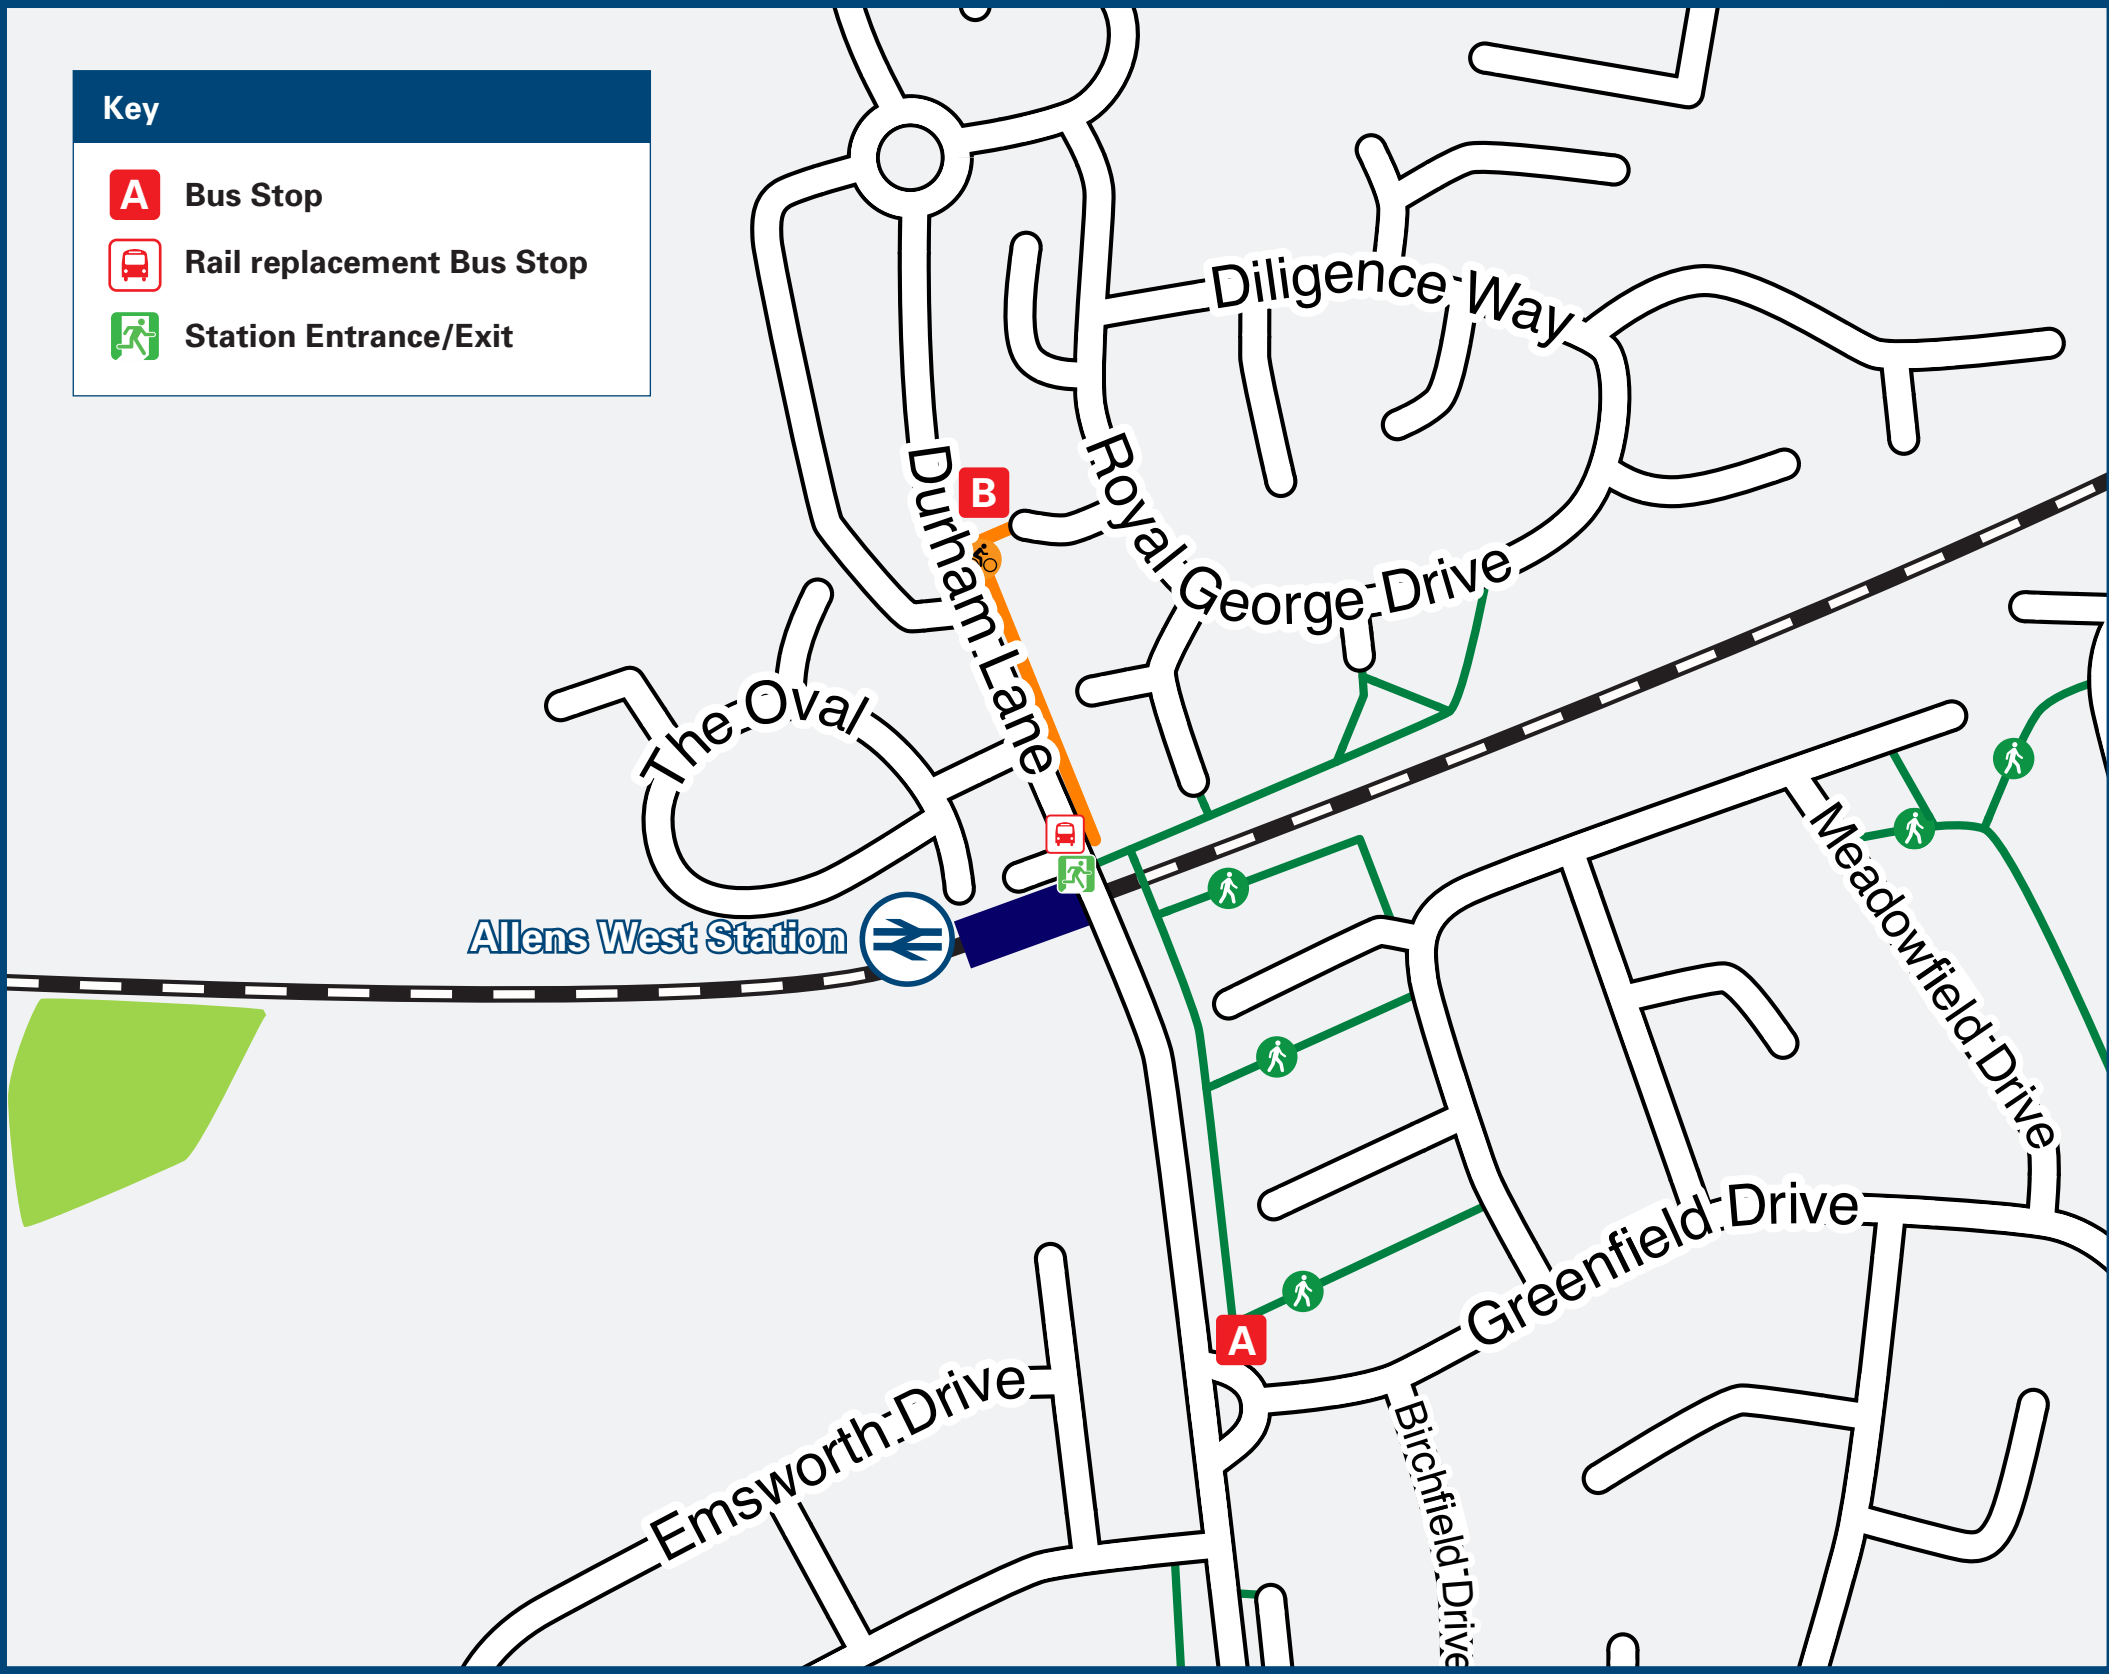 Key
A Bus Stop
Rail replacement Bus Stop
Station Entrance/Exit
Diligence Way
Durham Lane
B
Royal George Drive
The Oval
Allens West Station
Meadowfield Drive
Greenfield Drive
A
Emsworth Drive
Birchfield Drive